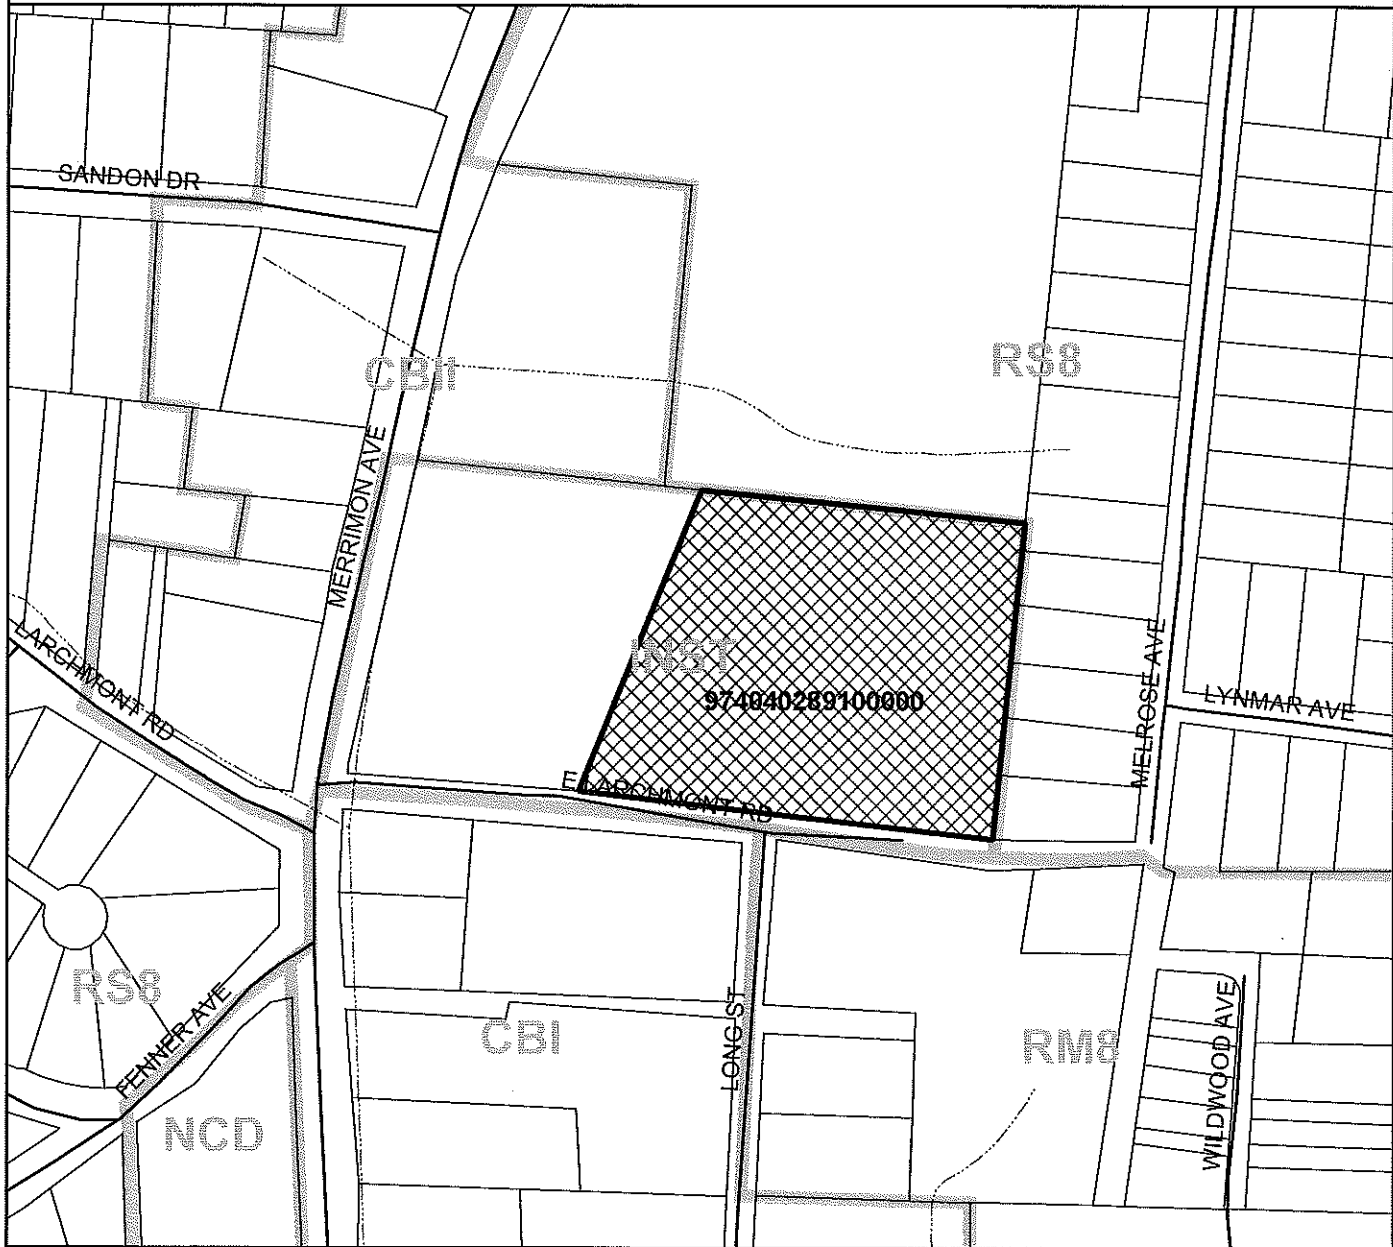 SANDON DR
CBII
RS8
MERRIMON AVE
INST
974040289100000
LARCHMONT RD
MELROSE AVE
LYNMAR AVE
E LARCHMONT RD
RS8
FENNER AVE
CBI
LONG ST
RM8
WILDWOOD AVE
NCD